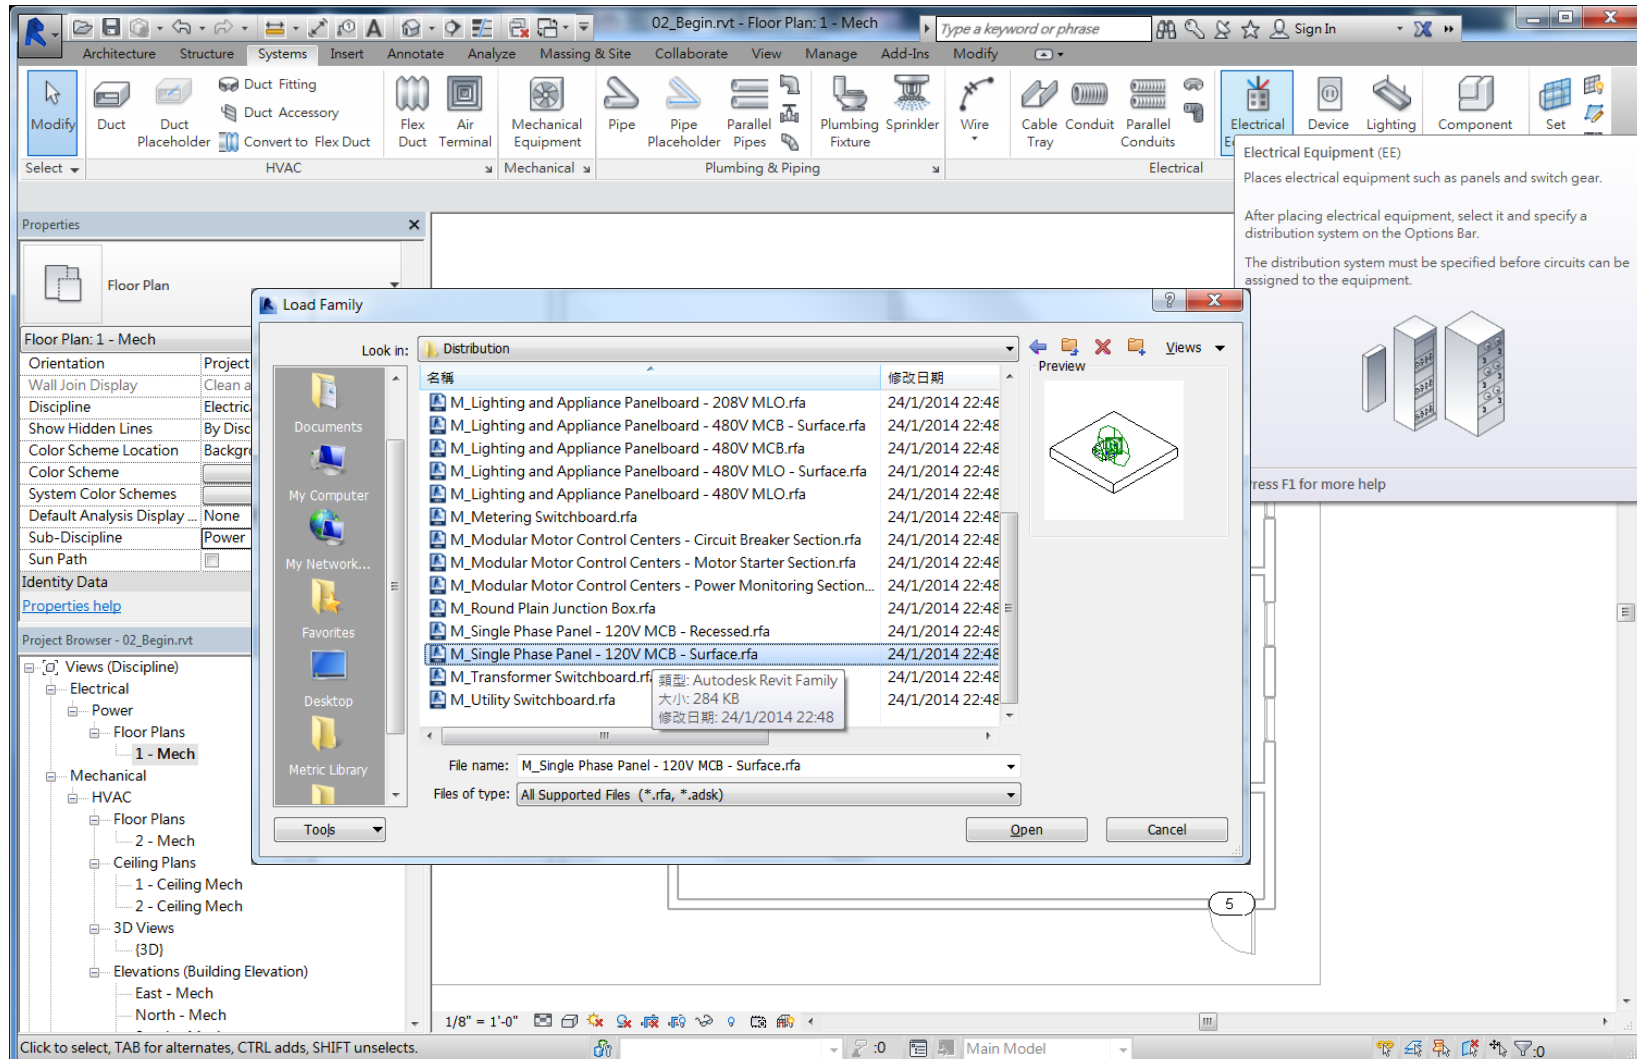 02_Begin.rvt - Floor Plan: 1 - Mech
Type a keyword or phrase
Sign In
Architecture Structure Systems Insert Annotate Analyze Massing & Site Collaborate View Manage Add-Ins Modify
Modify
Duct
Duct Placeholder
Duct Fitting
Duct Accessory
Convert to Flex Duct
Flex Duct
Air Terminal
Mechanical Equipment
Pipe
Pipe Placeholder
Parallel Pipes
Plumbing Fixture
Sprinkler
Wire
Cable Tray
Conduit
Parallel Conduits
Electrical
Device
Lighting
Component
Set
Select
HVAC
Mechanical
Plumbing & Piping
Electrical
Electrical Equipment (EE)
Places electrical equipment such as panels and switch gear.
After placing electrical equipment, select it and specify a
distribution system on the Options Bar.
The distribution system must be specified before circuits can be
assigned to the equipment.
Press F1 for more help
Properties
Floor Plan
Floor Plan: 1 - Mech
Orientation Project
Wall Join Display Clean a
Discipline Electric
Show Hidden Lines By Disc
Color Scheme Location Backgr
Color Scheme
System Color Schemes
Default Analysis Display ... None
Sub-Discipline Power
Sun Path
Identity Data
Properties help
Project Browser - 02_Begin.rvt
Views (Discipline)
Electrical
Power
Floor Plans
1 - Mech
Mechanical
HVAC
Floor Plans
2 - Mech
Ceiling Plans
1 - Ceiling Mech
2 - Ceiling Mech
3D Views
{3D}
Elevations (Building Elevation)
East - Mech
North - Mech
Load Family
Look in: Distribution
Views
Preview
Documents
My Computer
My Network...
Favorites
Desktop
Metric Library
名稱 修改日期
M_Lighting and Appliance Panelboard - 208V MLO.rfa 24/1/2014 22:48
M_Lighting and Appliance Panelboard - 480V MCB - Surface.rfa 24/1/2014 22:48
M_Lighting and Appliance Panelboard - 480V MCB.rfa 24/1/2014 22:48
M_Lighting and Appliance Panelboard - 480V MLO - Surface.rfa 24/1/2014 22:48
M_Lighting and Appliance Panelboard - 480V MLO.rfa 24/1/2014 22:48
M_Metering Switchboard.rfa 24/1/2014 22:48
M_Modular Motor Control Centers - Circuit Breaker Section.rfa 24/1/2014 22:48
M_Modular Motor Control Centers - Motor Starter Section.rfa 24/1/2014 22:48
M_Modular Motor Control Centers - Power Monitoring Section... 24/1/2014 22:48
M_Round Plain Junction Box.rfa 24/1/2014 22:48
M_Single Phase Panel - 120V MCB - Recessed.rfa 24/1/2014 22:48
M_Single Phase Panel - 120V MCB - Surface.rfa 24/1/2014 22:48
M_Transformer Switchboard.rf 24/1/2014 22:48
M_Utility Switchboard.rfa 24/1/2014 22:48
類型: Autodesk Revit Family
大小: 284 KB
修改日期: 24/1/2014 22:48
File name: M_Single Phase Panel - 120V MCB - Surface.rfa
Files of type: All Supported Files (*.rfa, *.adsk)
Tools
Open
Cancel
5
1/8" = 1'-0"
Click to select, TAB for alternates, CTRL adds, SHIFT unselects.
:0
Main Model
:0